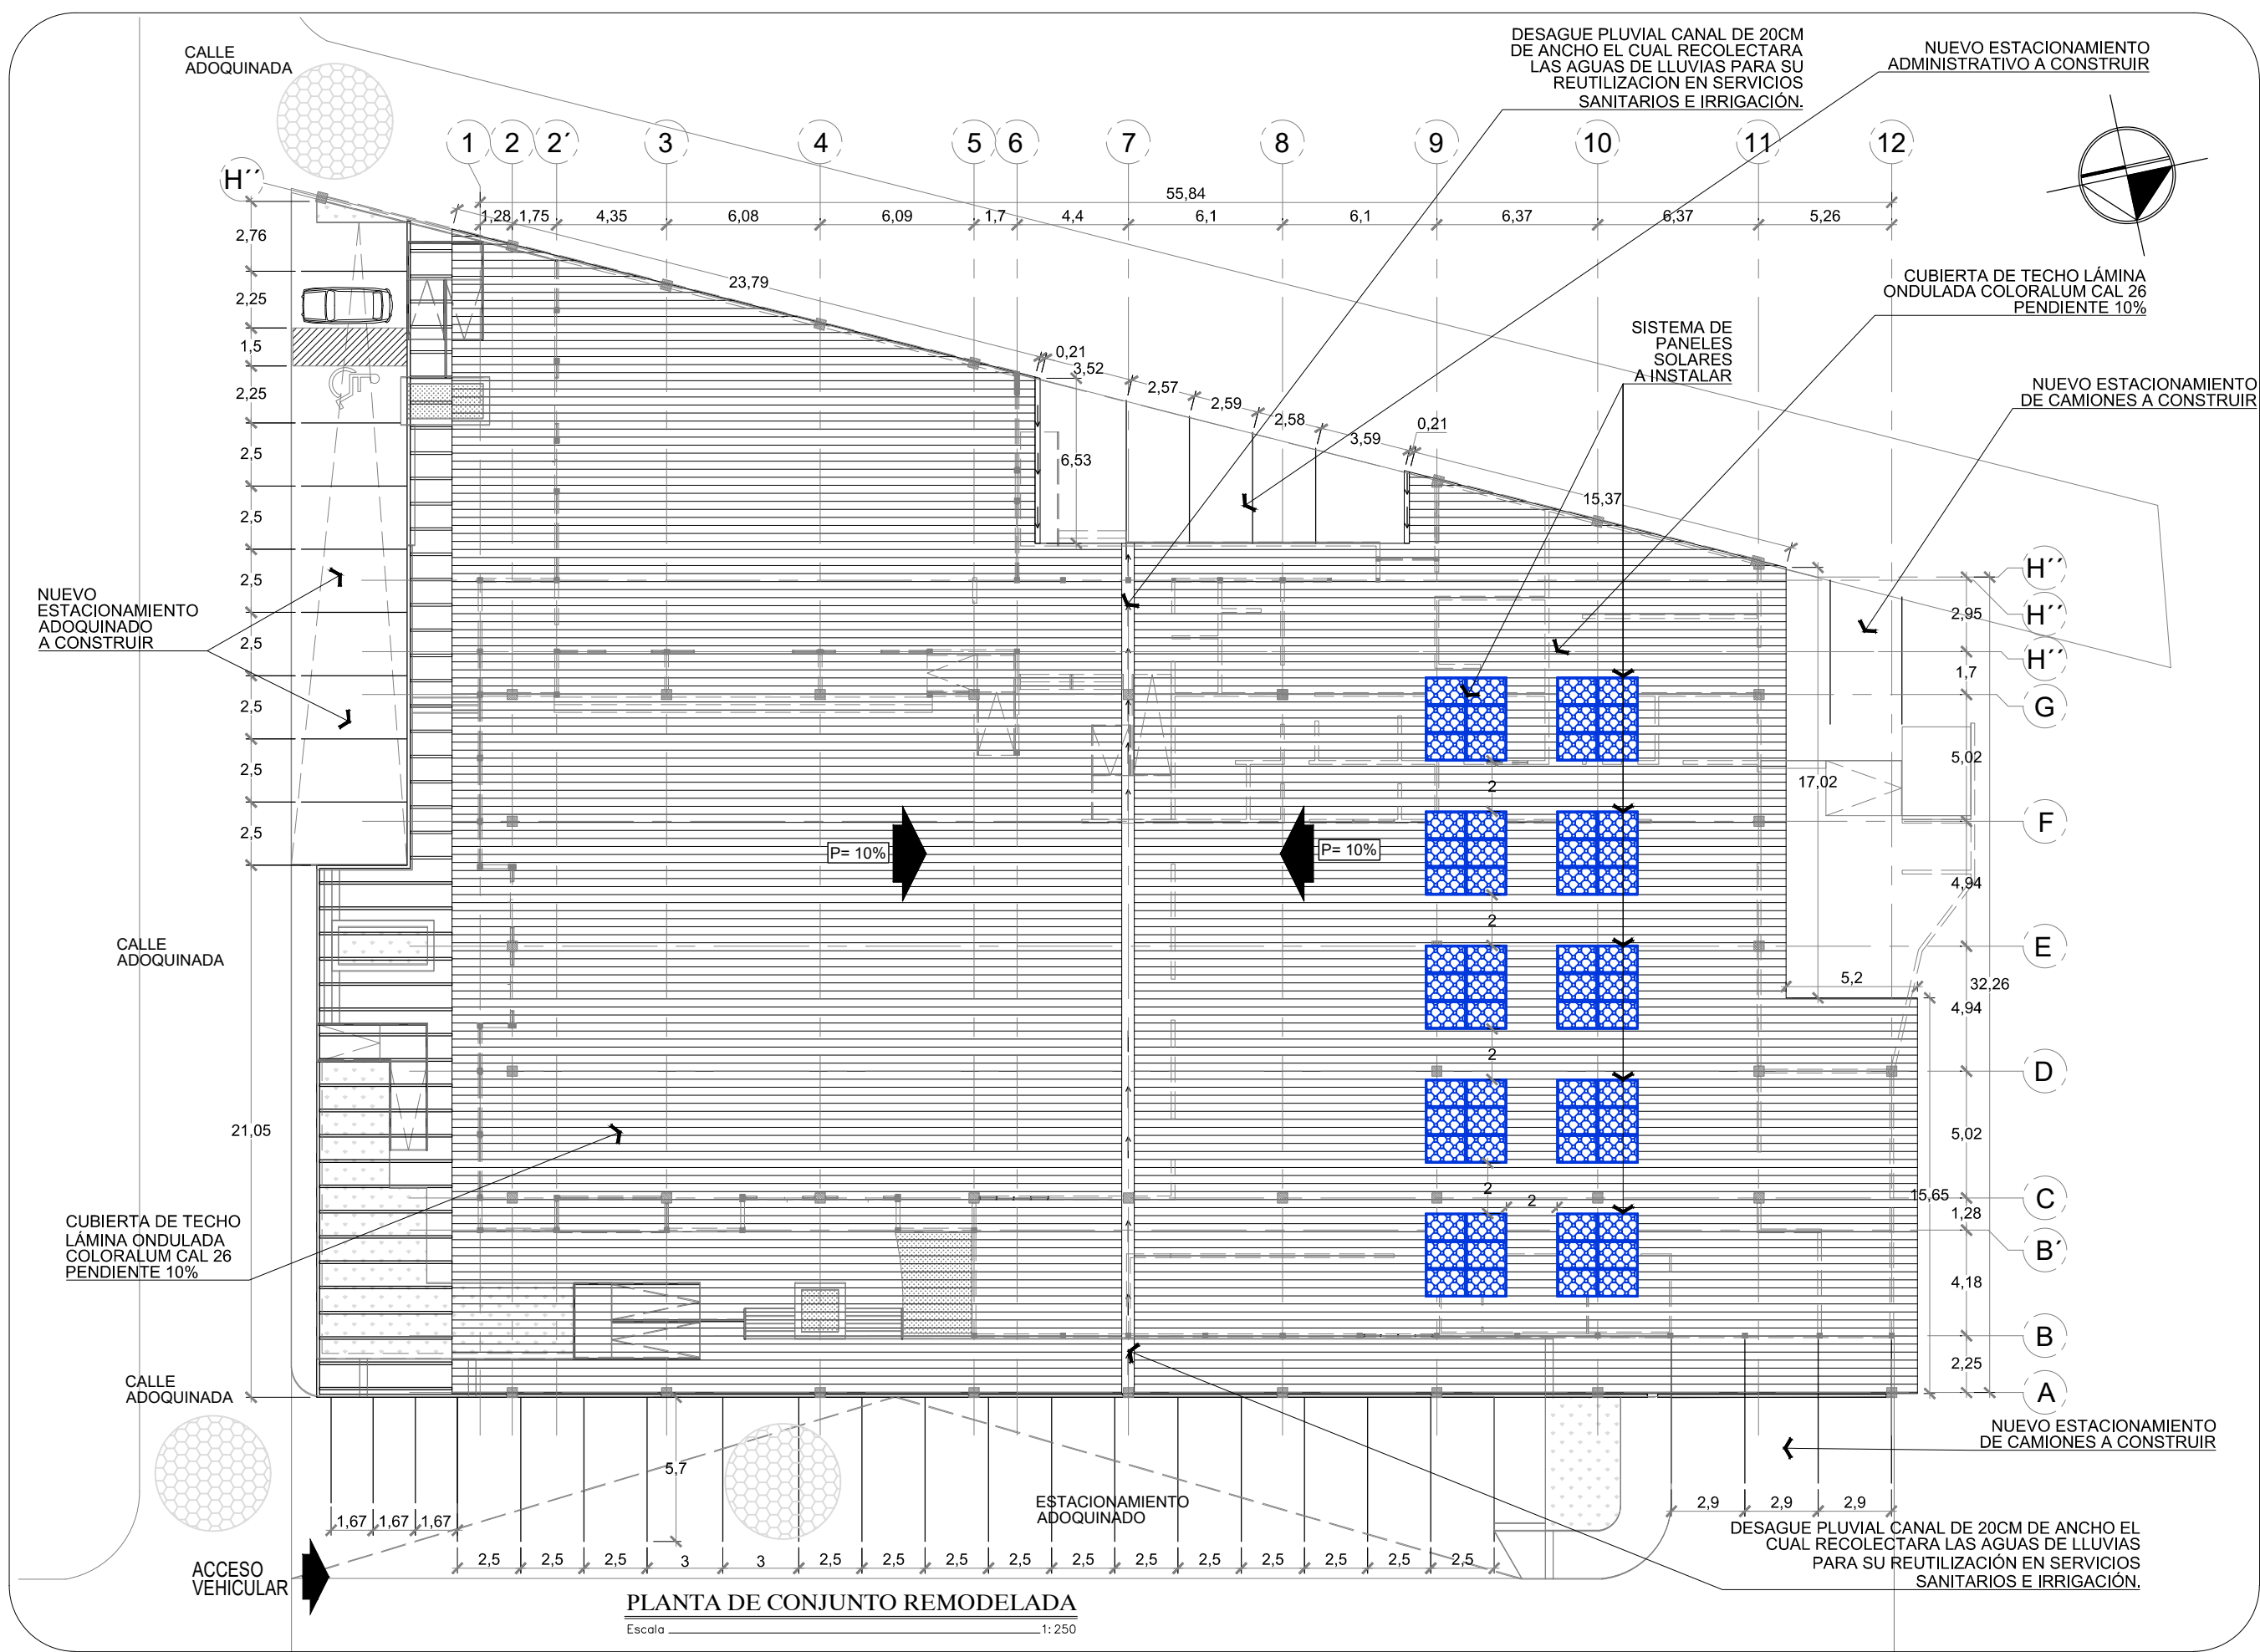 CALLE
ADOQUINADA
DESAGUE PLUVIAL CANAL DE 20CM
DE ANCHO EL CUAL RECOLECTARA
LAS AGUAS DE LLUVIAS PARA SU
REUTILIZACION EN SERVICIOS
SANITARIOS E IRRIGACIÓN.
NUEVO ESTACIONAMIENTO
ADMINISTRATIVO A CONSTRUIR
1
2
2´
3
4
5
6
7
8
9
10
11
12
H´´
55,84
1,28
1,75
4,35
6,08
6,09
1,7
4,4
6,1
6,1
6,37
6,37
5,26
2,76
2,25
1,5
2,25
2,5
2,5
2,5
2,5
2,5
2,5
2,5
21,05
23,79
0,21
3,52
2,57
2,59
2,58
3,59
0,21
15,37
6,53
CUBIERTA DE TECHO LÁMINA
ONDULADA COLORALUM CAL 26
PENDIENTE 10%
SISTEMA DE
PANELES
SOLARES
A INSTALAR
NUEVO ESTACIONAMIENTO
DE CAMIONES A CONSTRUIR
NUEVO
ESTACIONAMIENTO
ADOQUINADO
A CONSTRUIR
H´´
H´´
H´´
G
F
E
D
C
B´
B
A
2,95
1,7
5,02
4,94
4,94
5,02
1,28
4,18
2,25
32,26
17,02
5,2
15,65
P= 10%
P= 10%
2
2
2
2
2
CALLE
ADOQUINADA
CUBIERTA DE TECHO
LÁMINA ONDULADA
COLORALUM CAL 26
PENDIENTE 10%
CALLE
ADOQUINADA
NUEVO ESTACIONAMIENTO
DE CAMIONES A CONSTRUIR
5,7
ESTACIONAMIENTO
ADOQUINADO
1,67
1,67
1,67
2,9
2,9
2,9
2,5
2,5
2,5
3
3
2,5
2,5
2,5
2,5
2,5
2,5
2,5
2,5
2,5
2,5
2,5
DESAGUE PLUVIAL CANAL DE 20CM DE ANCHO EL
CUAL RECOLECTARA LAS AGUAS DE LLUVIAS
PARA SU REUTILIZACIÓN EN SERVICIOS
SANITARIOS E IRRIGACIÓN.
ACCESO
VEHICULAR
PLANTA DE CONJUNTO REMODELADA
Escala 1:250